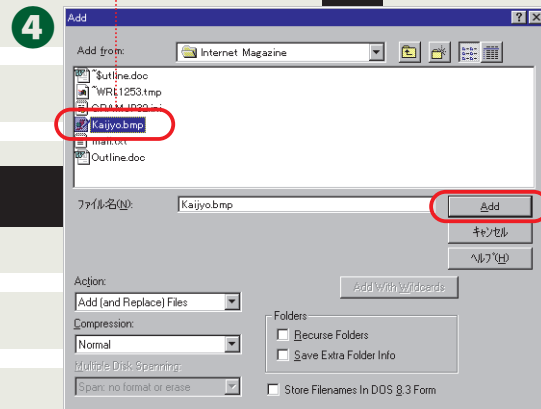 4
Add
Add from:
Internet Magazine
~$utline.doc
~WRL1253.tmp
Kaijyo.bmp
mail.txt
Outline.doc
ファイル名(N):
Kaijyo.bmp
Add
キャンセル
ヘルプ(H)
Action:
Add (and Replace) Files
Add With Wildcards
Compression:
Normal
Folders
Recurse Folders
Save Extra Folder Info
Multiple Disk Spanning:
Span: no format or erase
Store Filenames In DOS 8.3 Form